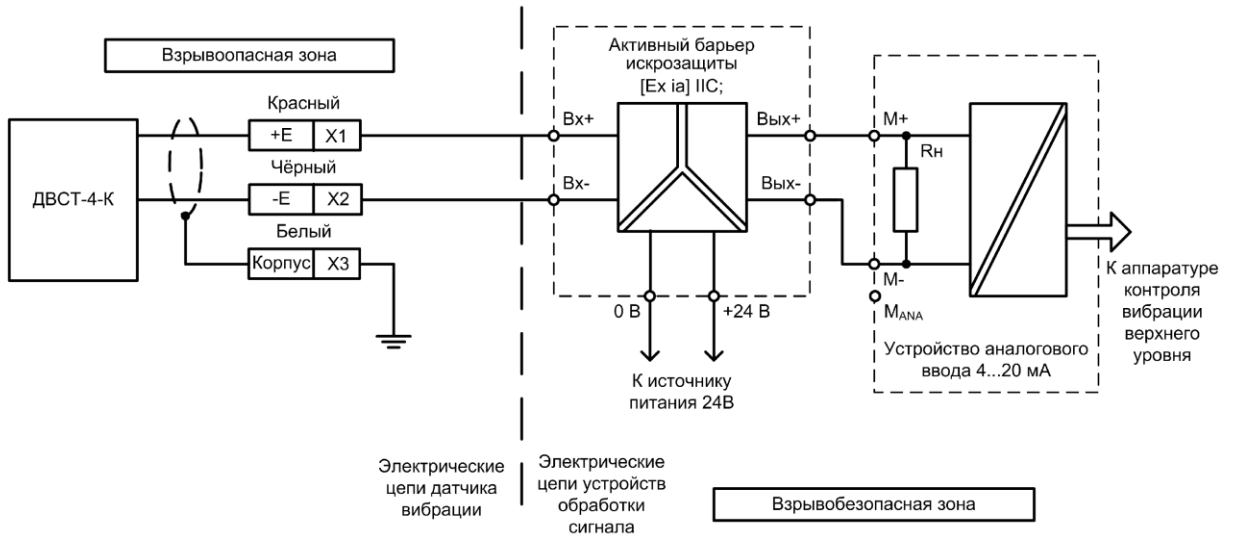 Взрывоопасная зона
Активный барьер
искрозащиты
[Ex ia] IIC;
ДВСТ-4-К
Красный
+E X1
Чёрный
-E X2
Белый
Корпус X3
Вх+
Вх-
Вых+
Вых-
0 В
+24 В
К источнику
питания 24В
М+
Rн
М-
МANA
Устройство аналогового
ввода 4...20 мА
К аппаратуре
контроля
вибрации
верхнего
уровня
Электрические
цепи датчика
вибрации
Электрические
цепи устройств
обработки
сигнала
Взрывобезопасная зона